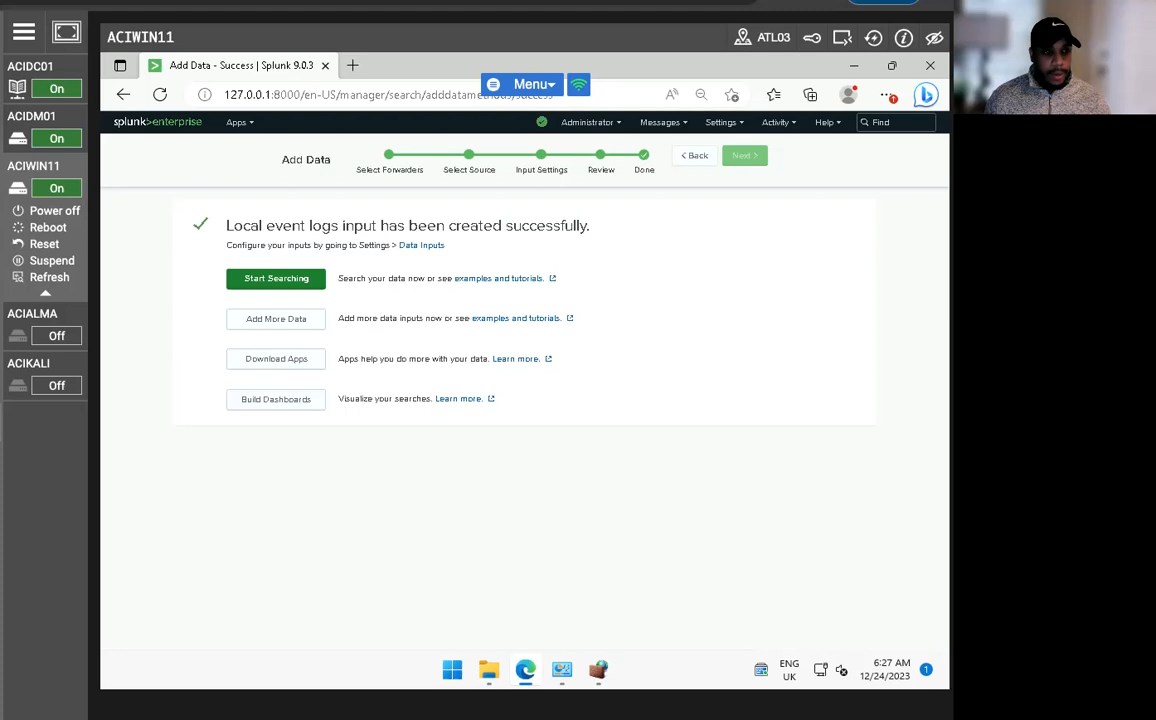 ACIWIN11
ATL03
ACIDC01
On
ACIDM01
On
ACIWIN11
On
Power off
Reboot
Reset
Suspend
Refresh
ACIALMA
Off
ACIKALI
Off
Add Data - Success | Splunk 9.0.3
Menu
127.0.0.1:8000/en-US/manager/search/adddatamethods/success
splunk>enterprise
Apps
Administrator
Messages
Settings
Activity
Help
Find
Add Data
Select Forwarders
Select Source
Input Settings
Review
Done
< Back
Next >
Local event logs input has been created successfully.
Configure your inputs by going to Settings > Data Inputs
Start Searching
Search your data now or see examples and tutorials.
Add More Data
Add more data inputs now or see examples and tutorials.
Download Apps
Apps help you do more with your data. Learn more.
Build Dashboards
Visualize your searches. Learn more.
ENG
UK
6:27 AM
12/24/2023
1